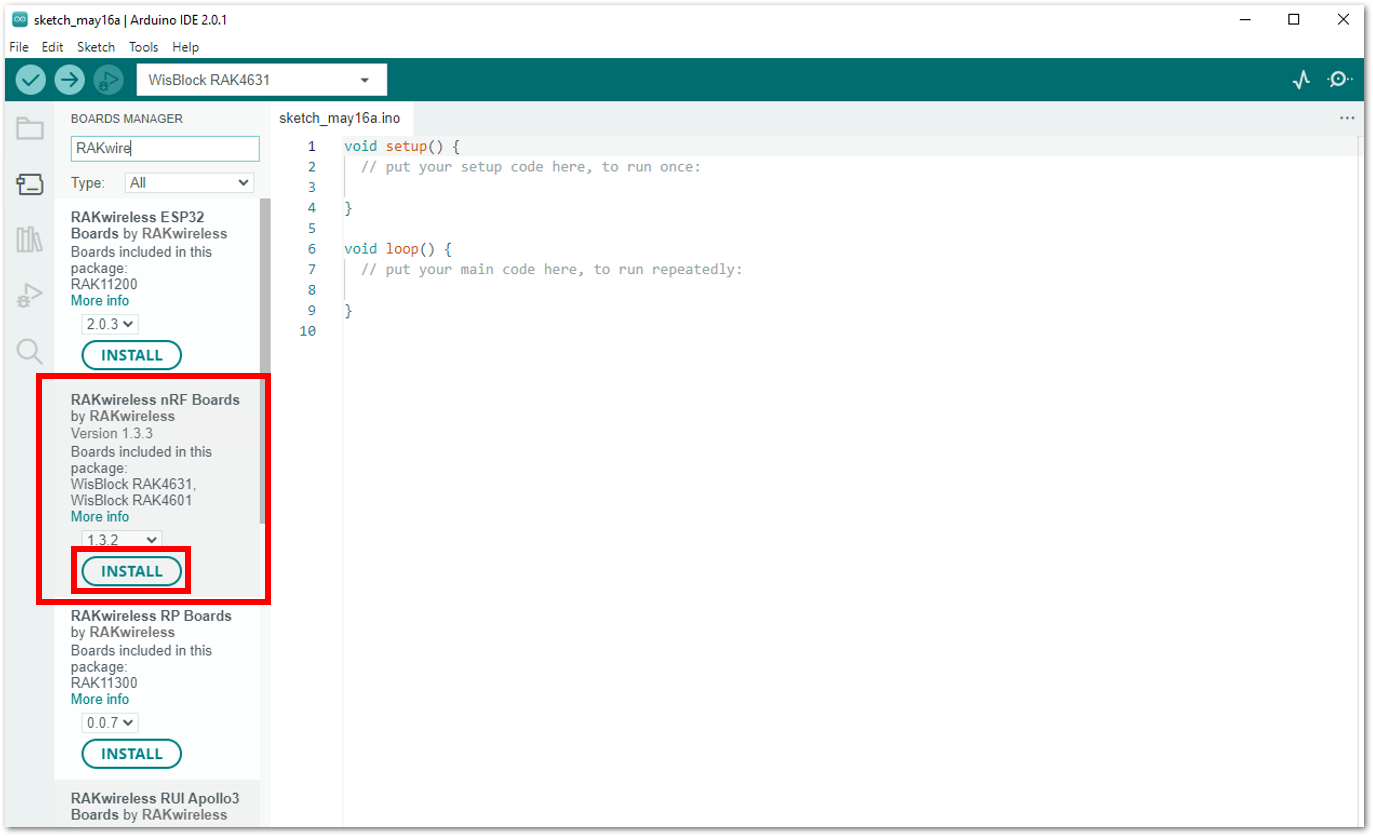 sketch_may16a | Arduino IDE 2.0.1
File Edit Sketch Tools Help
WisBlock RAK4631
BOARDS MANAGER
RAKwire
Type: All
RAKwireless ESP32
Boards by RAKwireless
Boards included in this
package:
RAK11200
More info
2.0.3
INSTALL
RAKwireless nRF Boards
by RAKwireless
Version 1.3.3
Boards included in this
package:
WisBlock RAK4631,
WisBlock RAK4601
More info
1.3.2
INSTALL
RAKwireless RP Boards
by RAKwireless
Boards included in this
package:
RAK11300
More info
0.0.7
INSTALL
RAKwireless RUI Apollo3
Boards by RAKwireless
sketch_may16a.ino
1 void setup() {
2 // put your setup code here, to run once:
3
4 }
5
6 void loop() {
7 // put your main code here, to run repeatedly:
8
9 }
10